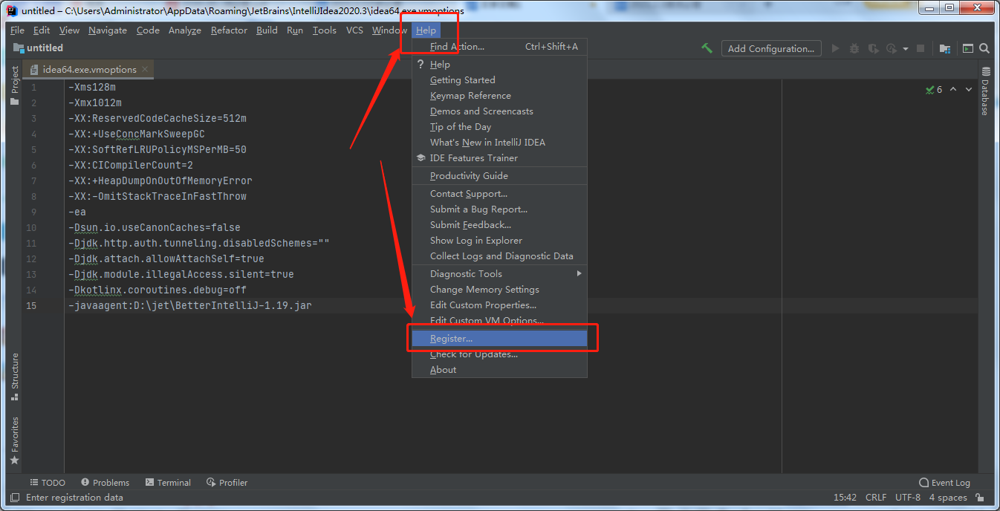 untitled – C:\Users\Administrator\AppData\Roaming\JetBrains\IntelliJIdea2020.3\idea64.exe.vmoptions
File Edit View Navigate Code Analyze Refactor Build Run Tools VCS Window Help
untitled
Add Configuration...
idea64.exe.vmoptions
Project
1 -Xms128m
2 -Xmx1012m
3 -XX:ReservedCodeCacheSize=512m
4 -XX:+UseConcMarkSweepGC
5 -XX:SoftRefLRUPolicyMSPerMB=50
6 -XX:CICompilerCount=2
7 -XX:+HeapDumpOnOutOfMemoryError
8 -XX:-OmitStackTraceInFastThrow
9 -ea
10 -Dsun.io.useCanonCaches=false
11 -Djdk.http.auth.tunneling.disabledSchemes=""
12 -Djdk.attach.allowAttachSelf=true
13 -Djdk.module.illegalAccess.silent=true
14 -Dkotlinx.coroutines.debug=off
15 -javaagent:D:\jet\BetterIntelliJ-1.19.jar
Find Action... Ctrl+Shift+A
? Help
Getting Started
Keymap Reference
Demos and Screencasts
Tip of the Day
What's New in IntelliJ IDEA
IDE Features Trainer
Productivity Guide
Contact Support...
Submit a Bug Report...
Submit Feedback...
Show Log in Explorer
Collect Logs and Diagnostic Data
Diagnostic Tools
Change Memory Settings
Edit Custom Properties...
Edit Custom VM Options...
Register...
Check for Updates...
About
6
Database
Structure
Favorites
TODO Problems Terminal Profiler Event Log
Enter registration data 15:42 CRLF UTF-8 4 spaces